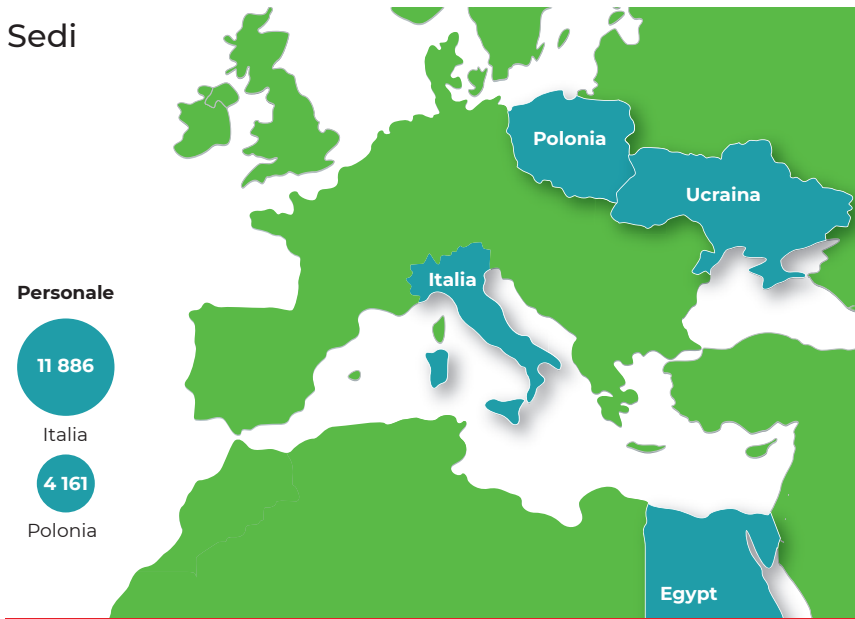 Sedi
Polonia
Ucraina
Italia
Personale
11 886
Italia
4 161
Polonia
Egypt